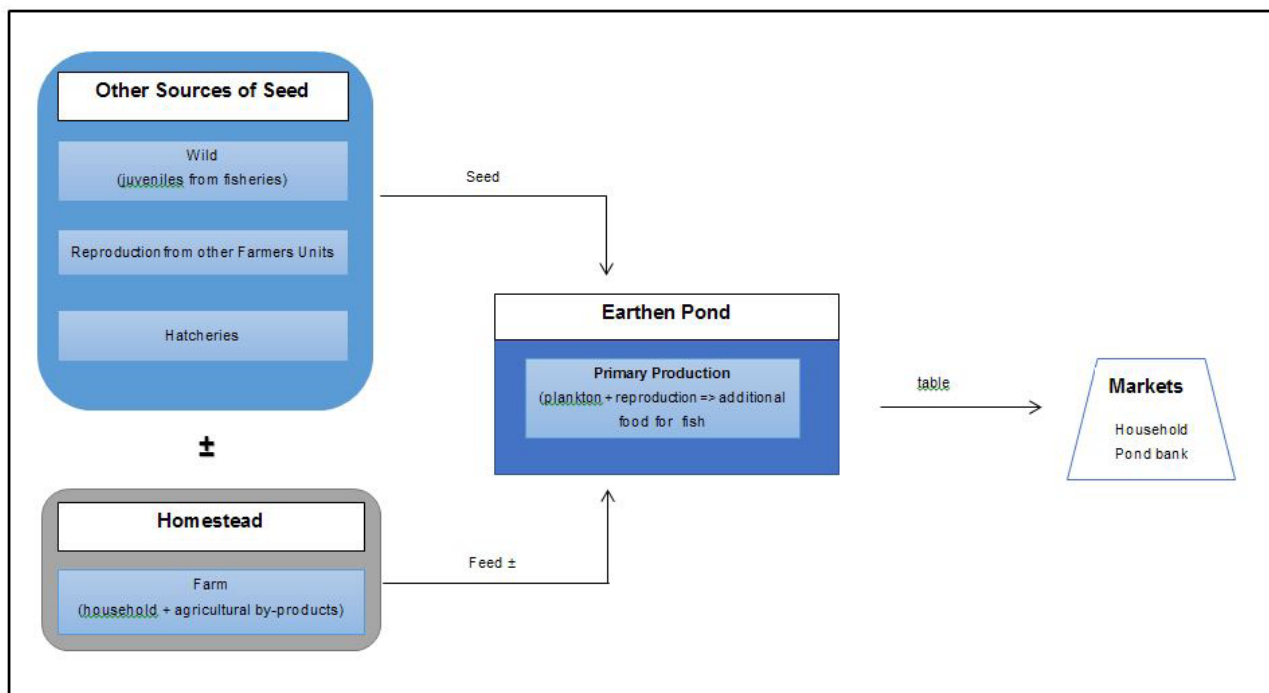 Other Sources of Seed
Wild
(juveniles from fisheries)
Reproduction from other Farmers Units
Hatcheries
±
Homestead
Farm
(household + agricultural by-products)
Seed
Feed ±
Earthen Pond
Primary Production
(plankton + reproduction => additional
food for fish
table
Markets
Household
Pond bank